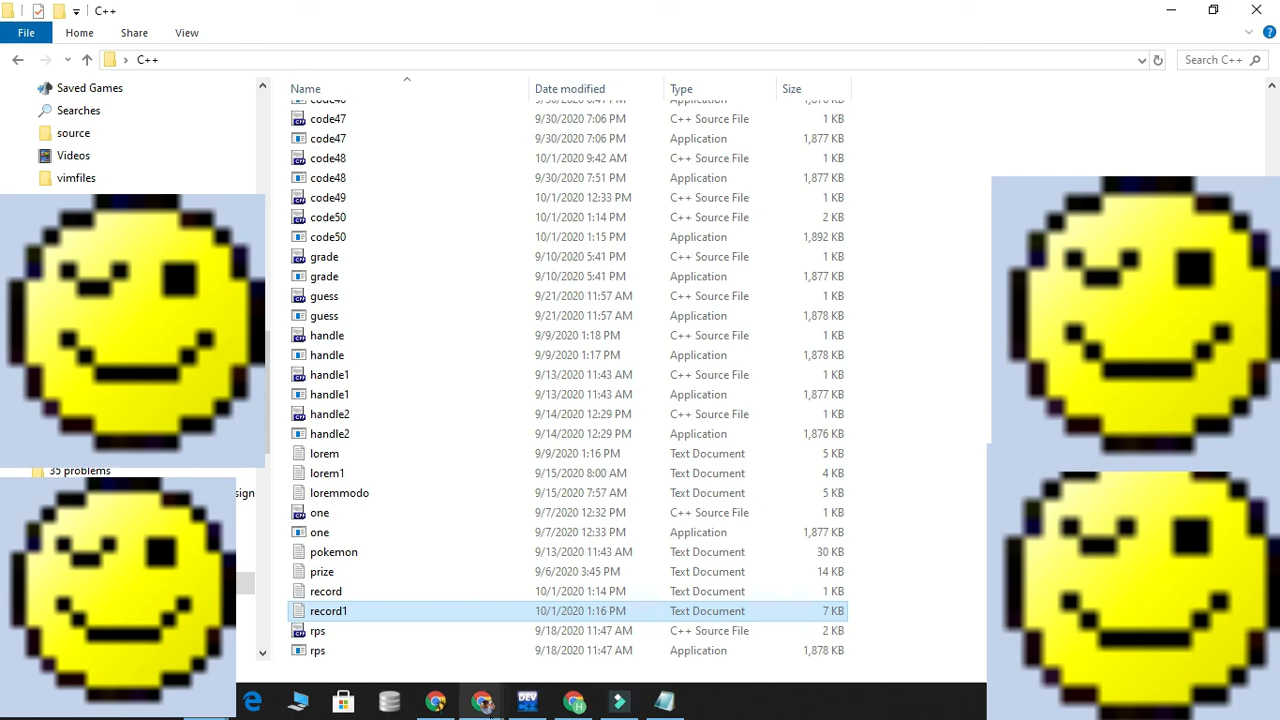 C++
File Home Share View
C++ Search C++
Saved Games
Searches
source
Videos
vimfiles
35 problems
sign
Name Date modified Type Size
code47 9/30/2020 7:06 PM C++ Source File 1 KB
code47 9/30/2020 7:06 PM Application 1,877 KB
code48 10/1/2020 9:42 AM C++ Source File 1 KB
code48 9/30/2020 7:51 PM Application 1,877 KB
code49 10/1/2020 12:33 PM C++ Source File 1 KB
code50 10/1/2020 1:14 PM C++ Source File 2 KB
code50 10/1/2020 1:15 PM Application 1,892 KB
grade 9/10/2020 5:41 PM C++ Source File 1 KB
grade 9/10/2020 5:41 PM Application 1,877 KB
guess 9/21/2020 11:57 AM C++ Source File 1 KB
guess 9/21/2020 11:57 AM Application 1,878 KB
handle 9/9/2020 1:18 PM C++ Source File 1 KB
handle 9/9/2020 1:17 PM Application 1,878 KB
handle1 9/13/2020 11:43 AM C++ Source File 1 KB
handle1 9/13/2020 11:43 AM Application 1,877 KB
handle2 9/14/2020 12:29 PM C++ Source File 1 KB
handle2 9/14/2020 12:29 PM Application 1,876 KB
lorem 9/9/2020 1:16 PM Text Document 5 KB
lorem1 9/15/2020 8:00 AM Text Document 4 KB
loremmodo 9/15/2020 7:57 AM Text Document 5 KB
one 9/7/2020 12:32 PM C++ Source File 1 KB
one 9/7/2020 12:33 PM Application 1,877 KB
pokemon 9/13/2020 11:43 AM Text Document 30 KB
prize 9/6/2020 3:45 PM Text Document 14 KB
record 10/1/2020 1:14 PM Text Document 1 KB
record1 10/1/2020 1:16 PM Text Document 7 KB
rps 9/18/2020 11:47 AM C++ Source File 2 KB
rps 9/18/2020 11:47 AM Application 1,878 KB
DEV
H